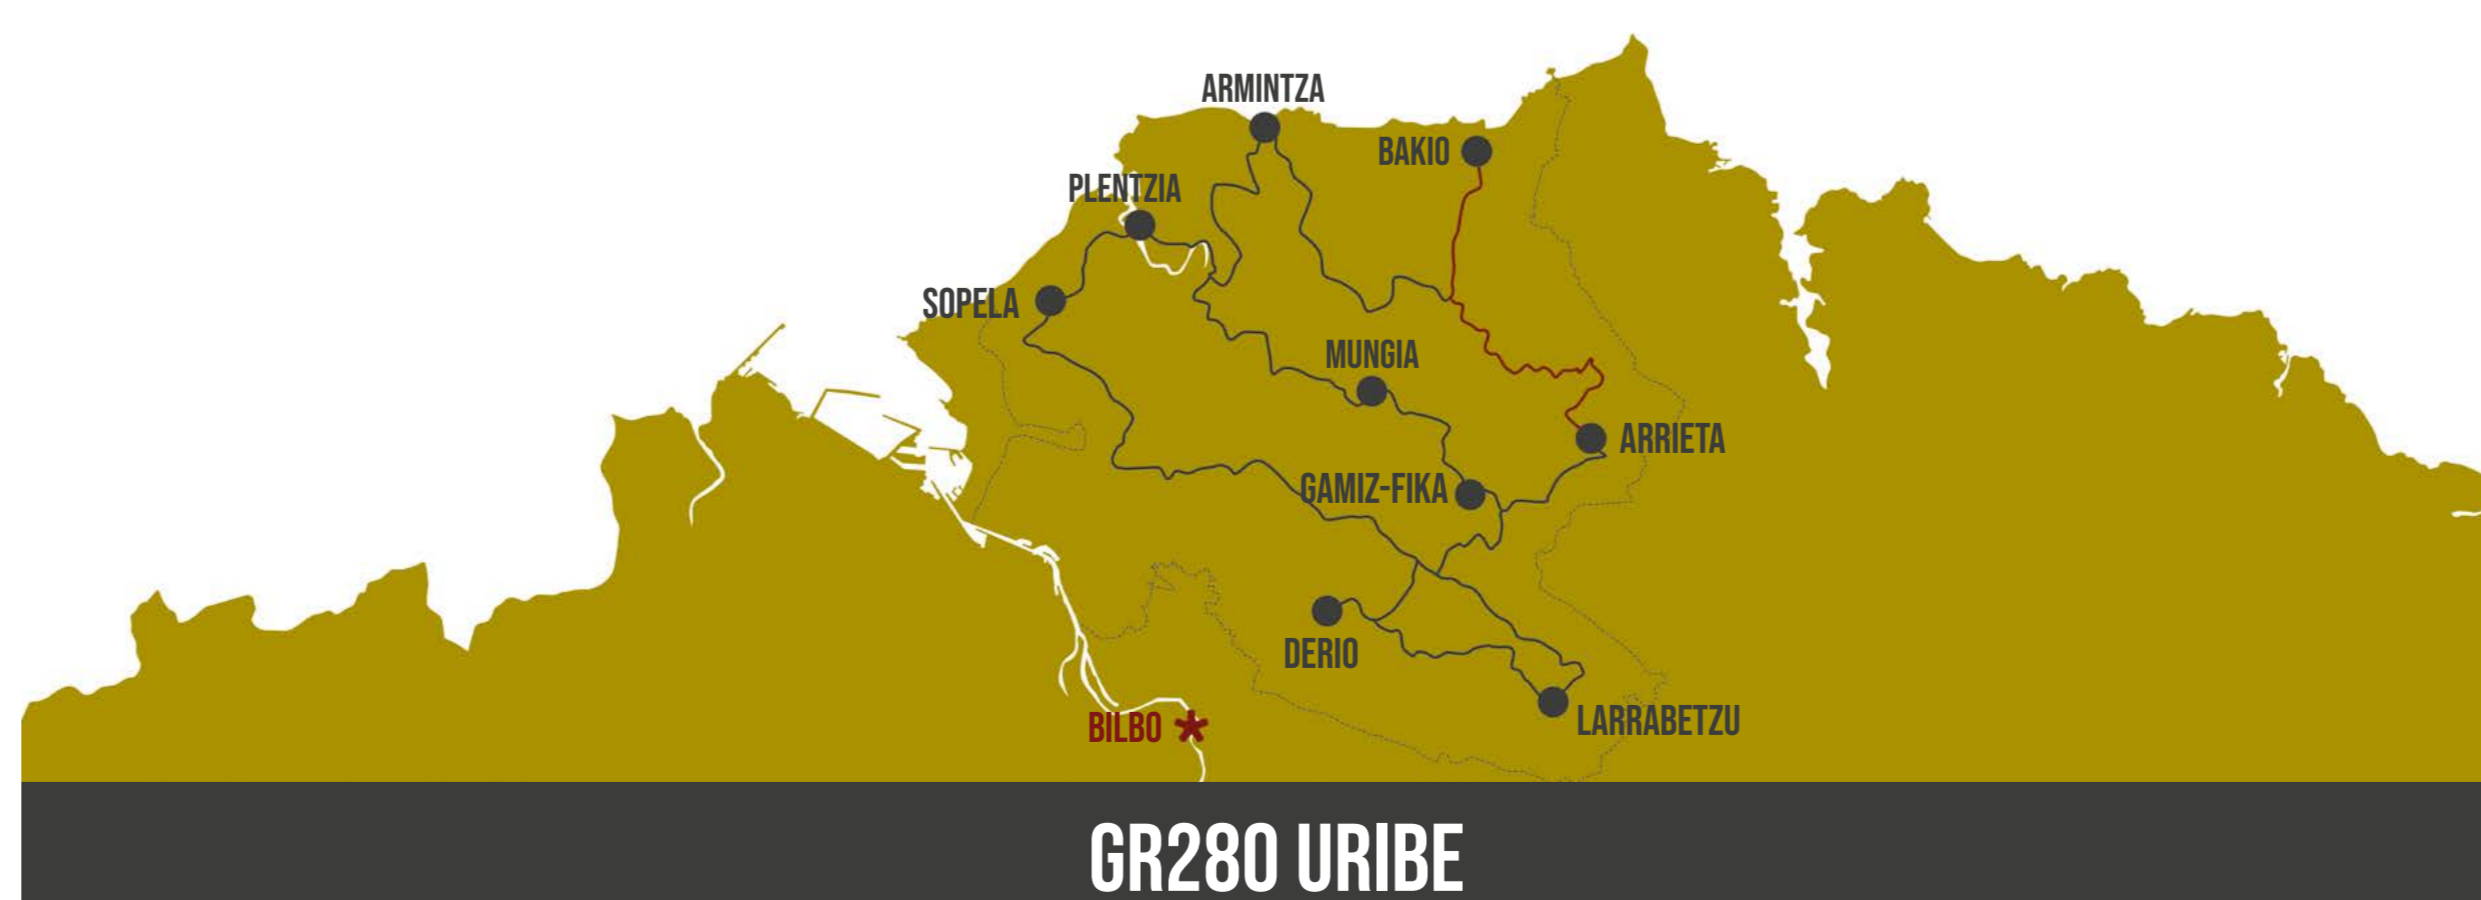 ARMINTZA
BAKIO
PLENTZIA
SOPELA
MUNGIA
ARRIETA
GAMIZ-FIKA
DERIO
LARRABETZU
BILBO
GR280 URIBE